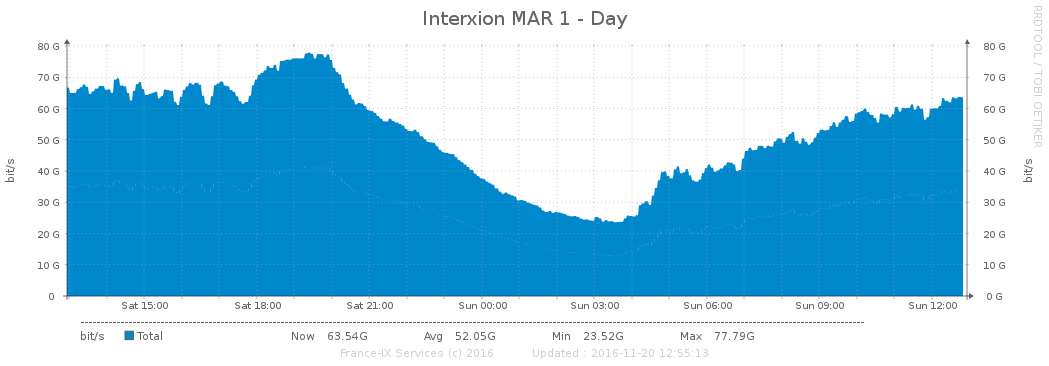 Interxion MAR 1 - Day
RRDTOOL / TOBI OETIKER
bit/s
80 G 80 G
70 G 70 G
60 G 60 G
50 G 50 G
40 G 40 G
30 G 30 G
20 G 20 G
10 G 10 G
0 0 G
bit/s
Sat 15:00 Sat 18:00 Sat 21:00 Sun 00:00 Sun 03:00 Sun 06:00 Sun 09:00 Sun 12:00
bit/s Total Now 63.54G Avg 52.05G Min 23.52G Max 77.79G
France-IX Services (c) 2016 Updated : 2016-11-20 12:55:13